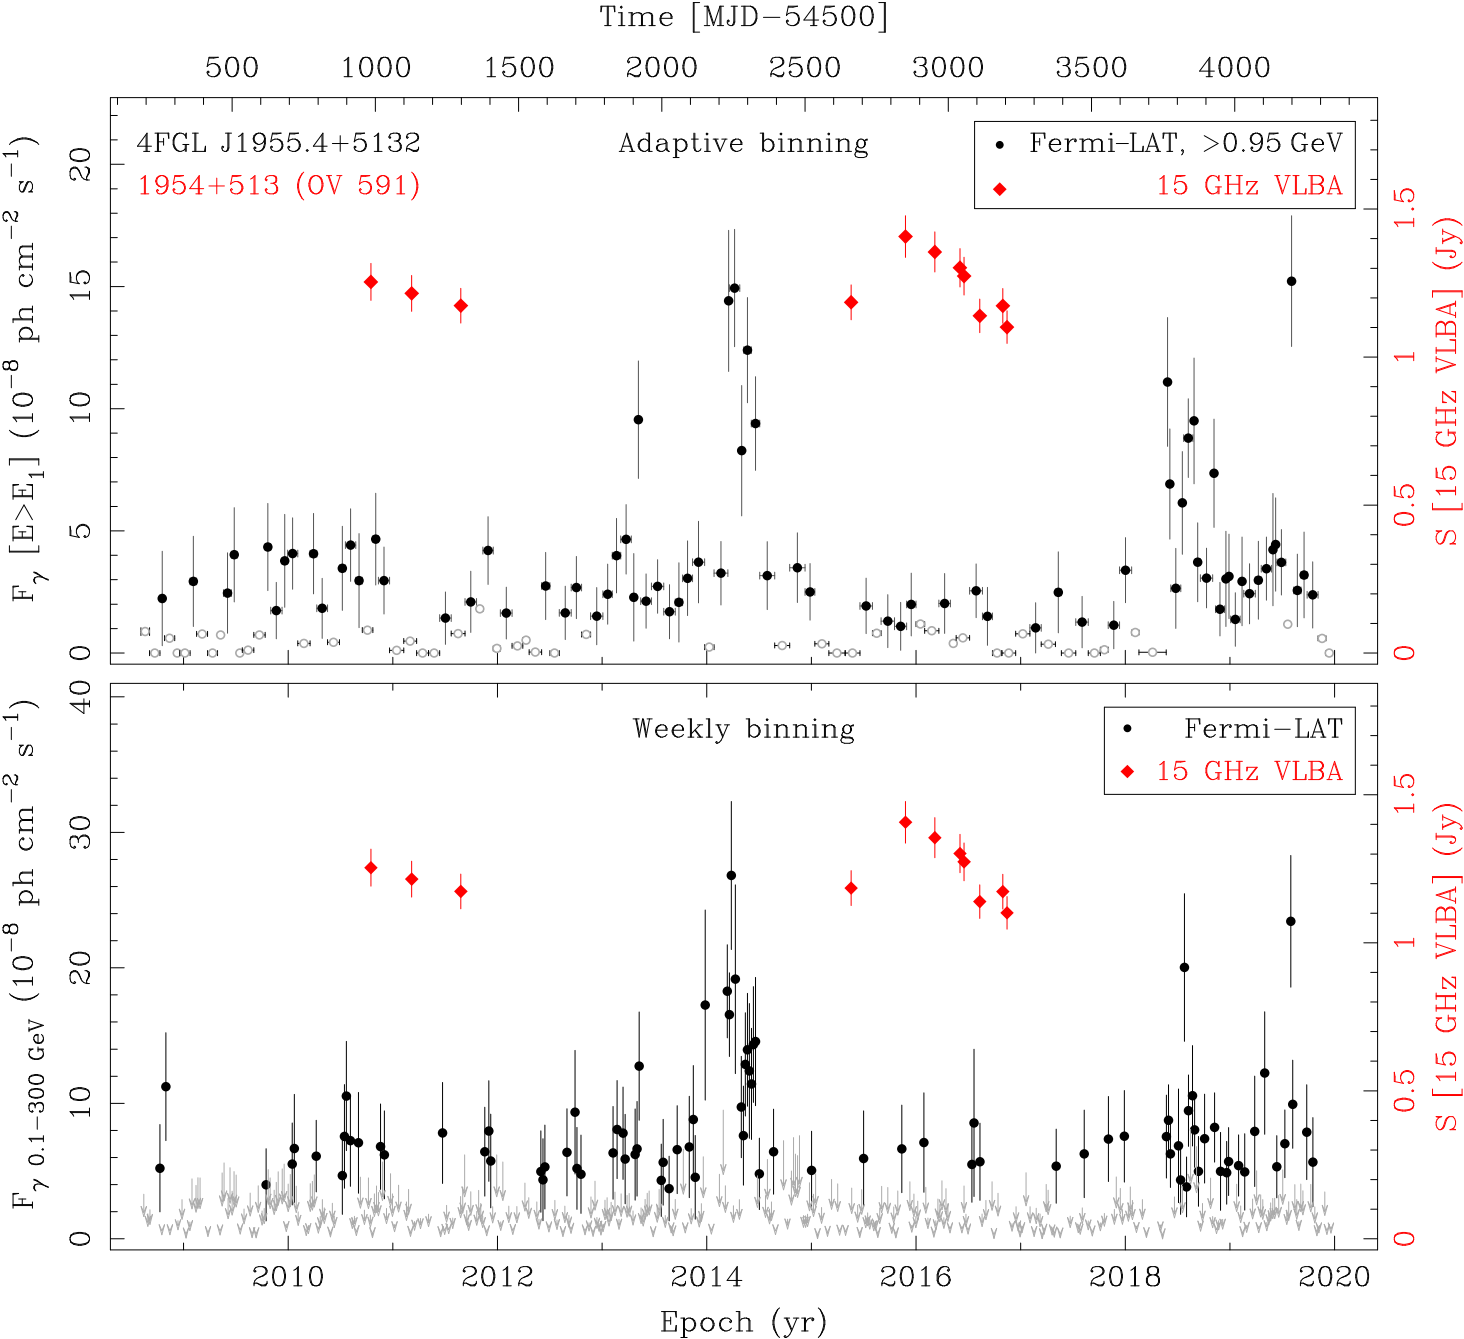 Time [MJD−54500]
500 1000 1500 2000 2500 3000 3500 4000
4FGL J1955.4+5132
1954+513 (OV 591)
Adaptive binning
Fermi−LAT, >0.95 GeV
15 GHz VLBA
F_γ [E>E_1] (10^−8 ph cm^−2 s^−1)
20
15
10
5
0
S [15 GHz VLBA] (Jy)
1.5
1
0.5
0
Weekly binning
Fermi−LAT
15 GHz VLBA
F_γ 0.1−300 GeV (10^−8 ph cm^−2 s^−1)
40
30
20
10
0
S [15 GHz VLBA] (Jy)
1.5
1
0.5
0
2010 2012 2014 2016 2018 2020
Epoch (yr)